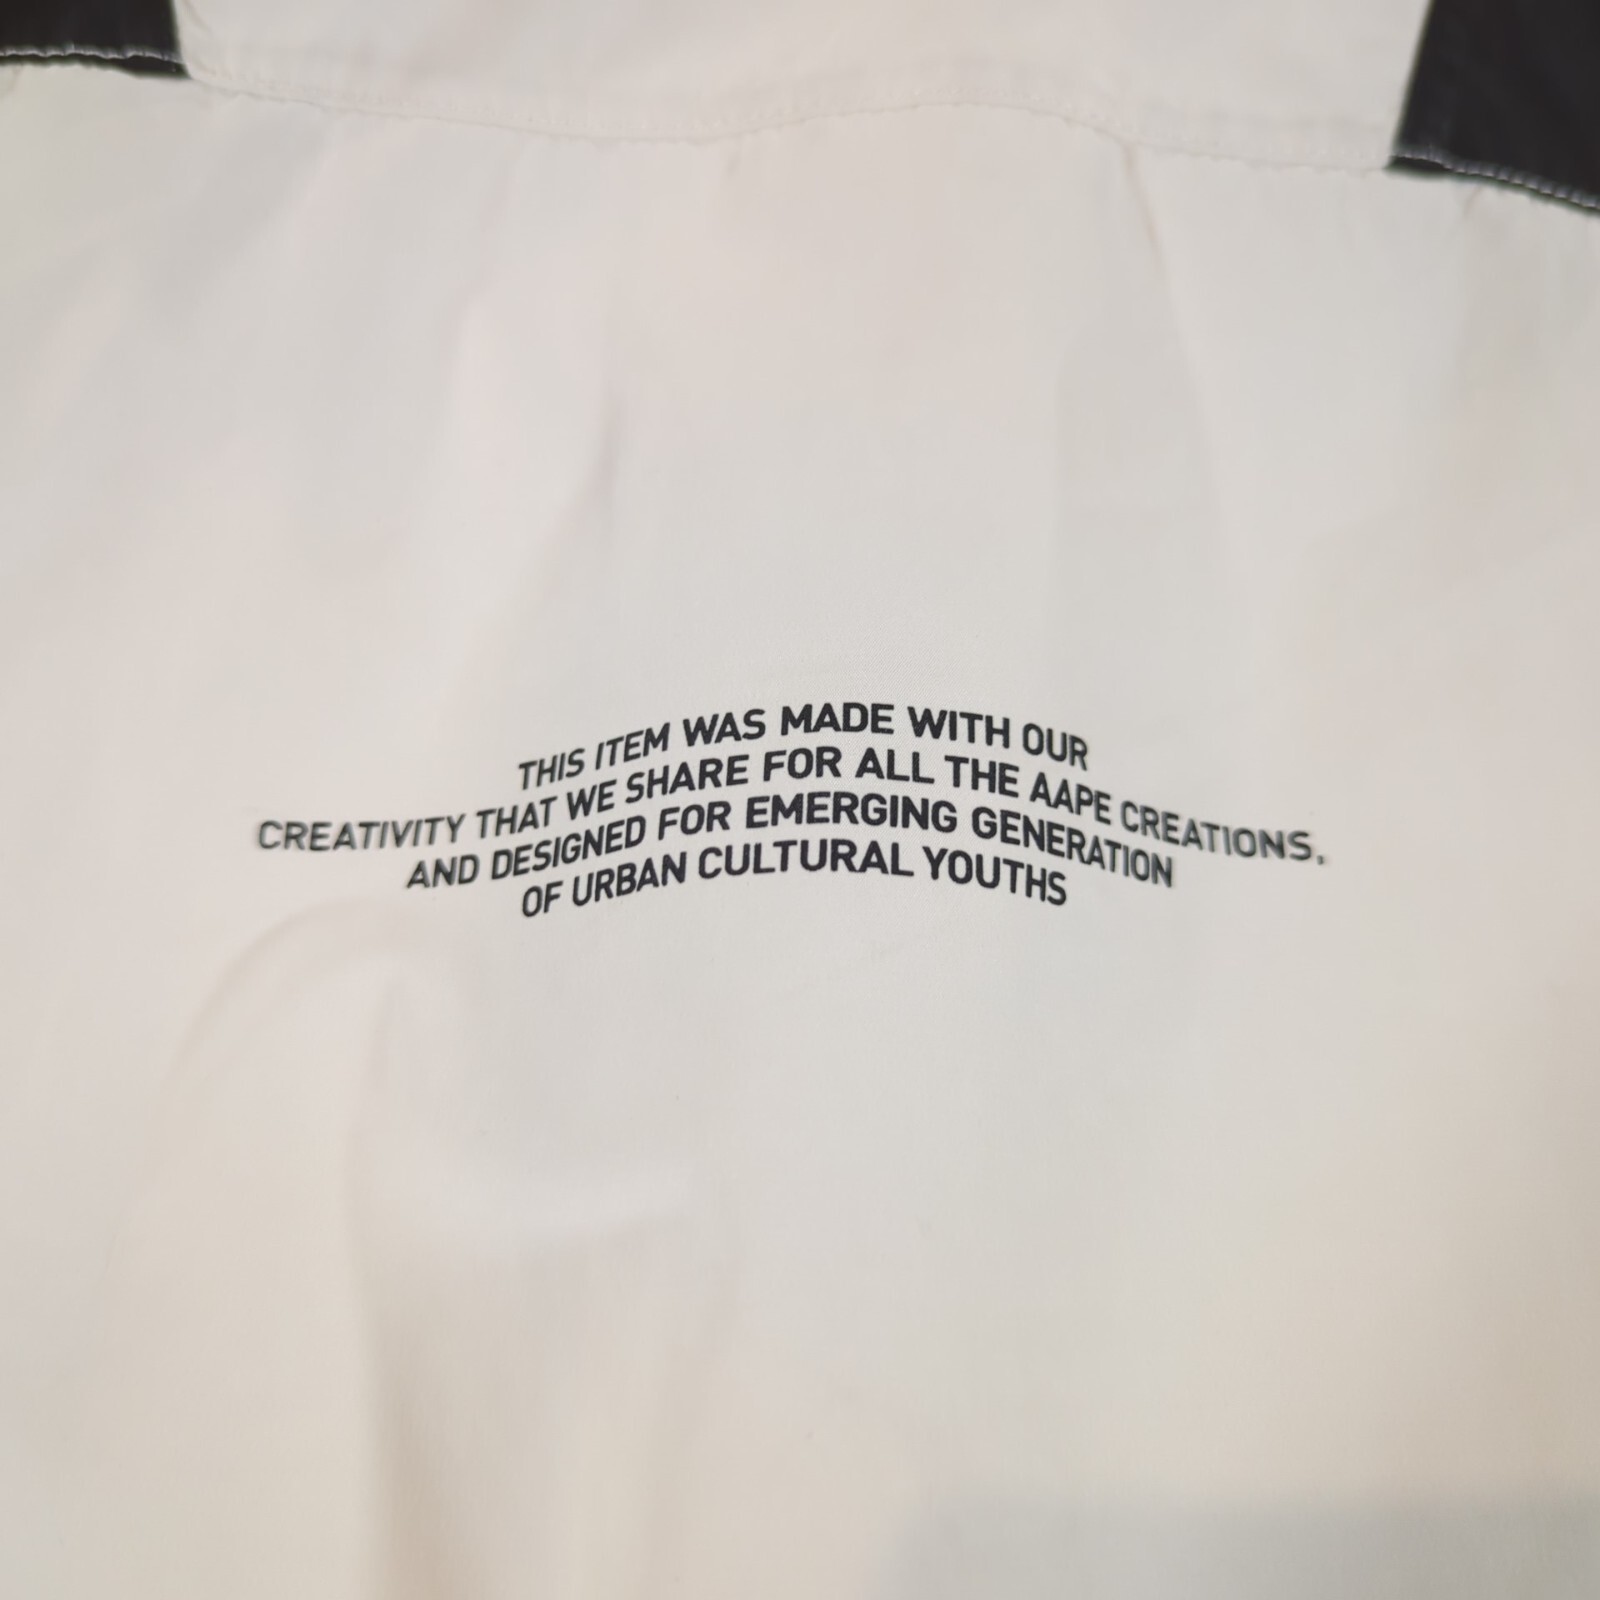 THIS ITEM WAS MADE WITH OUR
CREATIVITY THAT WE SHARE FOR ALL THE AAPE CREATIONS,
AND DESIGNED FOR EMERGING GENERATION
OF URBAN CULTURAL YOUTHS